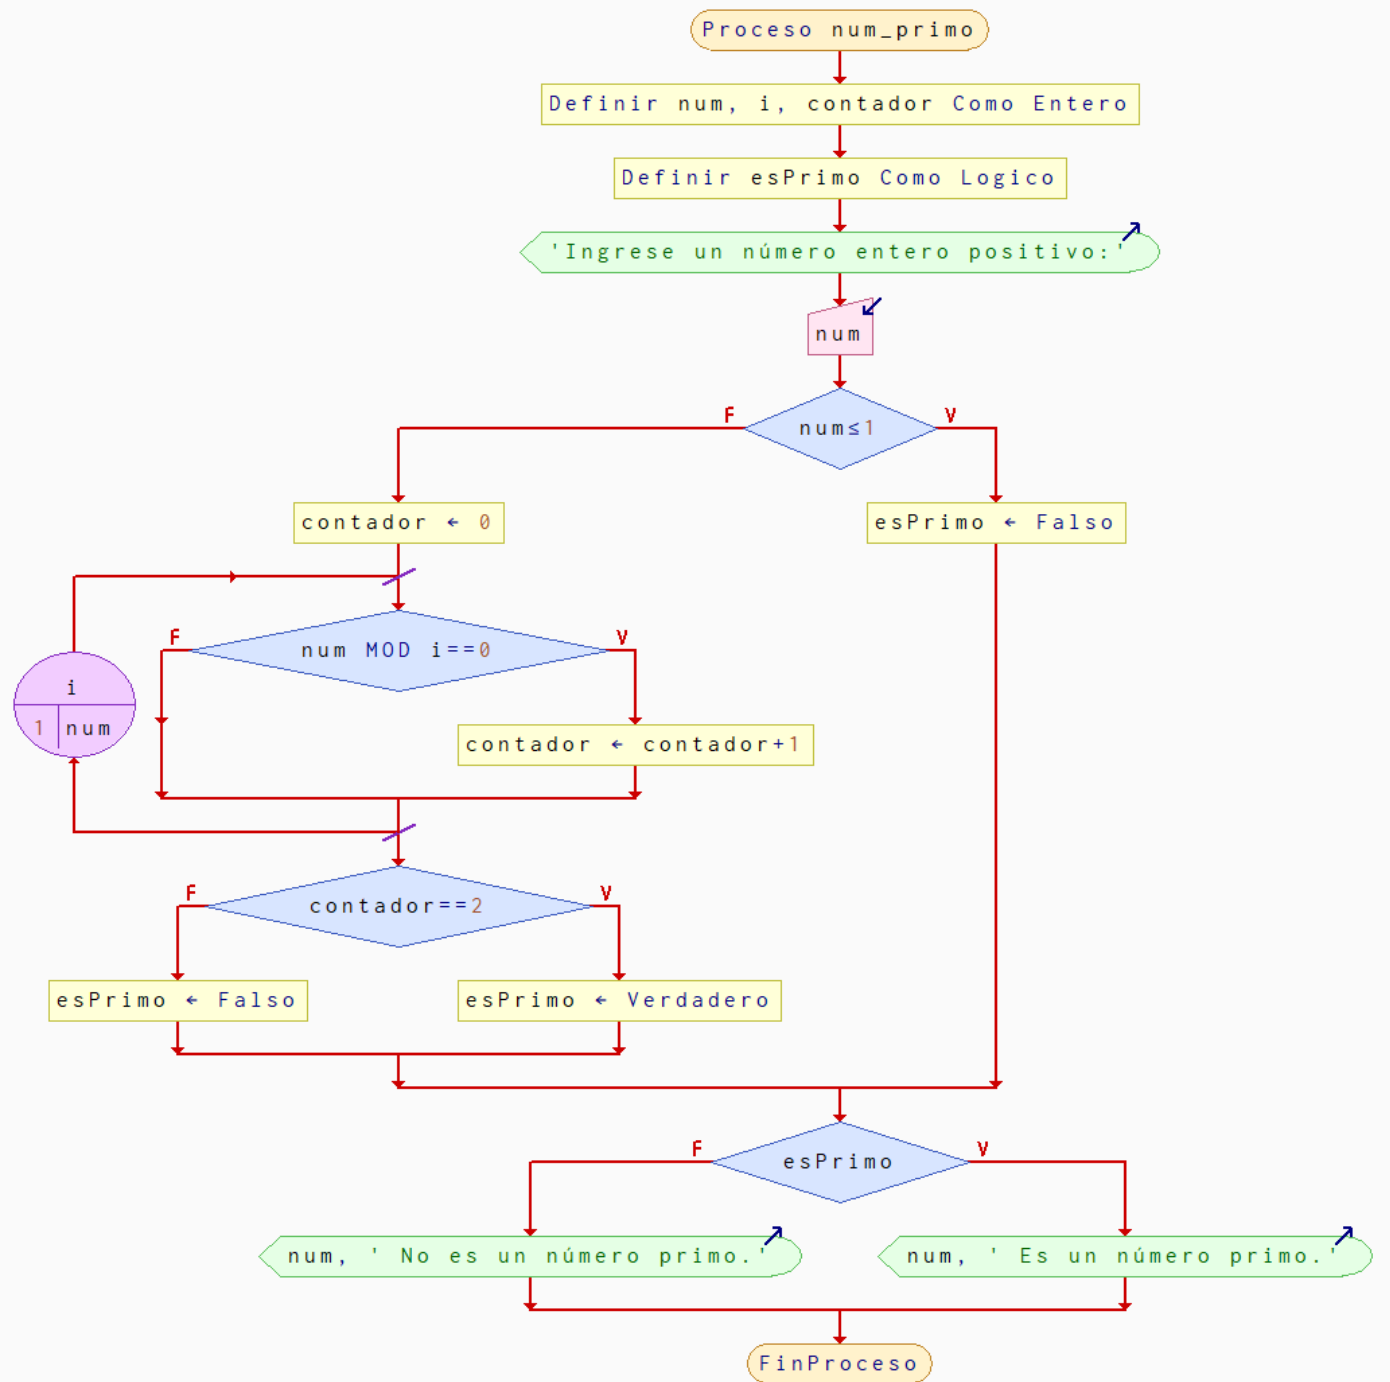 Proceso num_primo
Definir num, i, contador Como Entero
Definir esPrimo Como Logico
'Ingrese un número entero positivo:'
num
F
V
num≤1
contador ← 0
esPrimo ← Falso
F
V
num MOD i==0
i
1 num
contador ← contador+1
F
V
contador==2
esPrimo ← Falso
esPrimo ← Verdadero
F
V
esPrimo
num, ' No es un número primo.'
num, ' Es un número primo.'
FinProceso